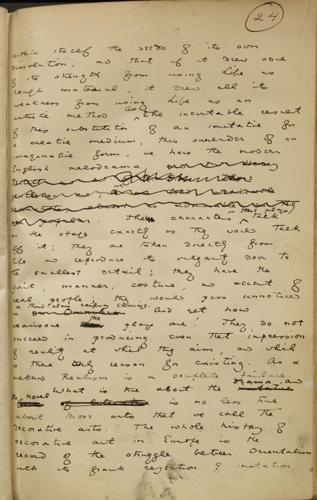 24
within itself the seeds of its own
dissolution, and that if it drew some
of its strength from using life as
rough material, it drew all its
weakness from using life as an
artistic method. As the inevitable result
of this substitution of an imitative for
a creative medium, this surrender of an
imaginative form, we have the modern
English melodrama.
The characters in these plays talk
on the stage exactly as they would talk
off it; they are taken directly from
life and reproduce its vulgarity down to
the smallest detail; they have the
gait, manner, costume, and accent of
real people; they would pass unnoticed
in a third class railway carriage.
And yet how
wearisome the plays are! They do not
succeed in producing even that impression
of reality at which they aim, and which
is their only reason for existing. As a
method Realism is a complete failure.
What is true about the drama and
the novel is no less true
about those arts that we call the
decorative arts. The whole history of
decorative art in Europe is the
record of the struggle between Orientalism
with its frank rejection of imitation